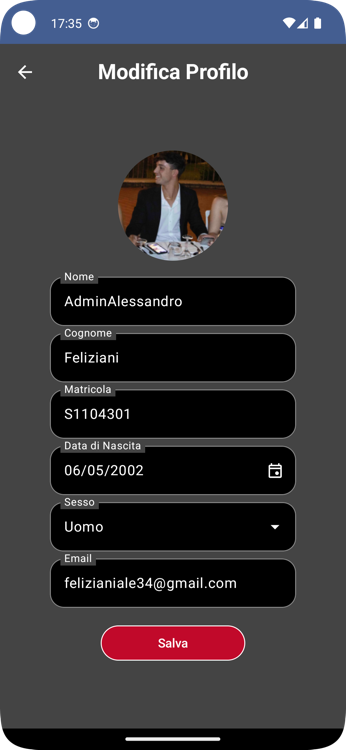 17:35
Modifica Profilo
Nome
AdminAlessandro
Cognome
Feliziani
Matricola
S1104301
Data di Nascita
06/05/2002
Sesso
Uomo
Email
felizianiale34@gmail.com
Salva